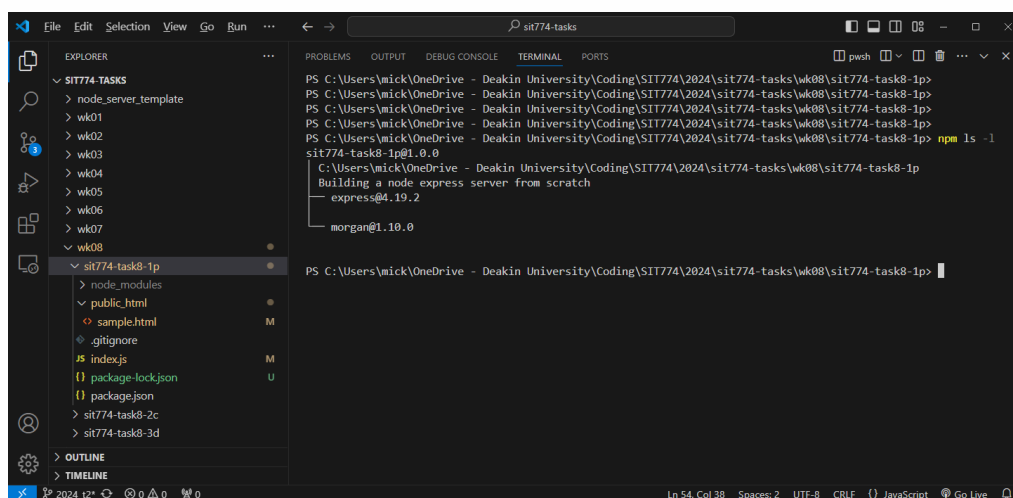 File Edit Selection View Go Run ··· sit774-tasks
EXPLORER ···
SIT774-TASKS
node_server_template
wk01
wk02
wk03
wk04
wk05
wk06
wk07
wk08
sit774-task8-1p
node_modules
public_html
<> sample.html M
.gitignore
JS index.js M
{} package-lock.json U
{} package.json
sit774-task8-2c
sit774-task8-3d
OUTLINE
TIMELINE
3
PROBLEMS OUTPUT DEBUG CONSOLE TERMINAL PORTS pwsh ···
PS C:\Users\mick\OneDrive - Deakin University\Coding\SIT774\2024\sit774-tasks\wk08\sit774-task8-1p>
PS C:\Users\mick\OneDrive - Deakin University\Coding\SIT774\2024\sit774-tasks\wk08\sit774-task8-1p>
PS C:\Users\mick\OneDrive - Deakin University\Coding\SIT774\2024\sit774-tasks\wk08\sit774-task8-1p>
PS C:\Users\mick\OneDrive - Deakin University\Coding\SIT774\2024\sit774-tasks\wk08\sit774-task8-1p>
PS C:\Users\mick\OneDrive - Deakin University\Coding\SIT774\2024\sit774-tasks\wk08\sit774-task8-1p> npm ls -l
sit774-task8-1p@1.0.0
│ C:\Users\mick\OneDrive - Deakin University\Coding\SIT774\2024\sit774-tasks\wk08\sit774-task8-1p
│ Building a node express server from scratch
├── express@4.19.2
│
└── morgan@1.10.0
PS C:\Users\mick\OneDrive - Deakin University\Coding\SIT774\2024\sit774-tasks\wk08\sit774-task8-1p>
2024 t2* 0 0 0 Ln 54, Col 38 Spaces: 2 UTF-8 CRLF {} JavaScript Go Live